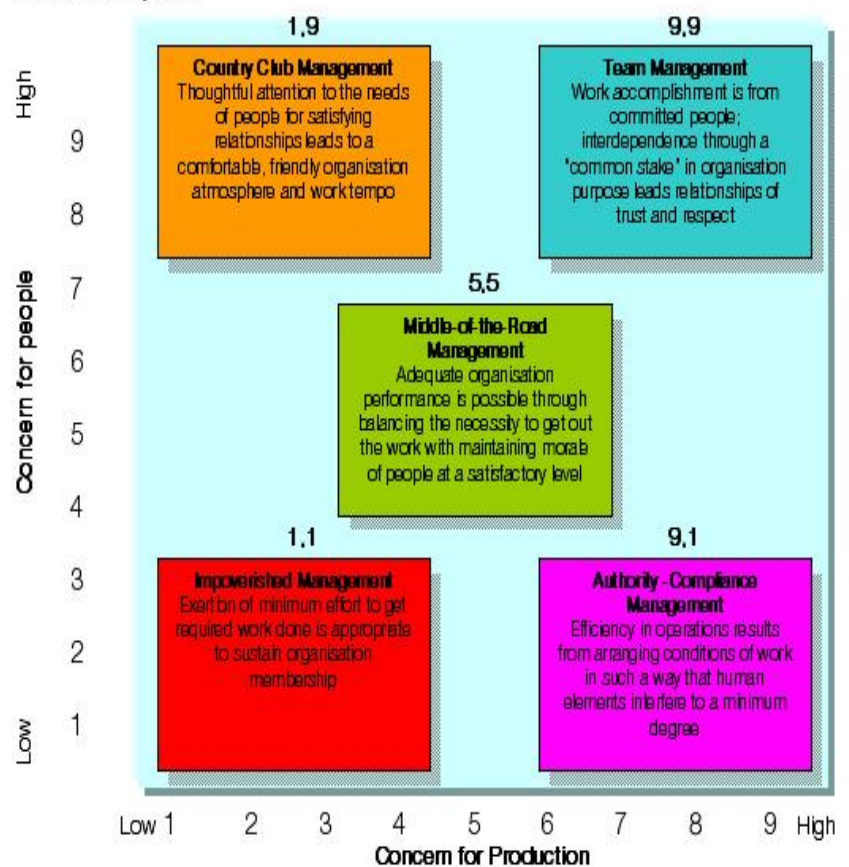 1,9
9,9
Country Club Management
Thoughtful attention to the needs
of people for satisfying
relationships leads to a
comfortable, friendly organisation
atmosphere and work tempo
Team Management
Work accomplishment is from
committed people;
interdependence through a
"common stake" in organisation
purpose leads relationships of
trust and respect
5,5
Middle-of-the-Road
Management
Adequate organisation
performance is possible through
balancing the necessity to get out
the work with maintaining morale
of people at a satisfactory level
1,1
9,1
Impoverished Management
Exertion of minimum effort to get
required work done is appropriate
to sustain organisation
membership
Authority-Compliance
Management
Efficiency in operations results
from arranging conditions of work
in such a way that human
elements interfere to a minimum
degree
High
9
8
7
6
5
4
3
2
1
Low
Concern for people
Low 1 2 3 4 5 6 7 8 9 High
Concern for Production